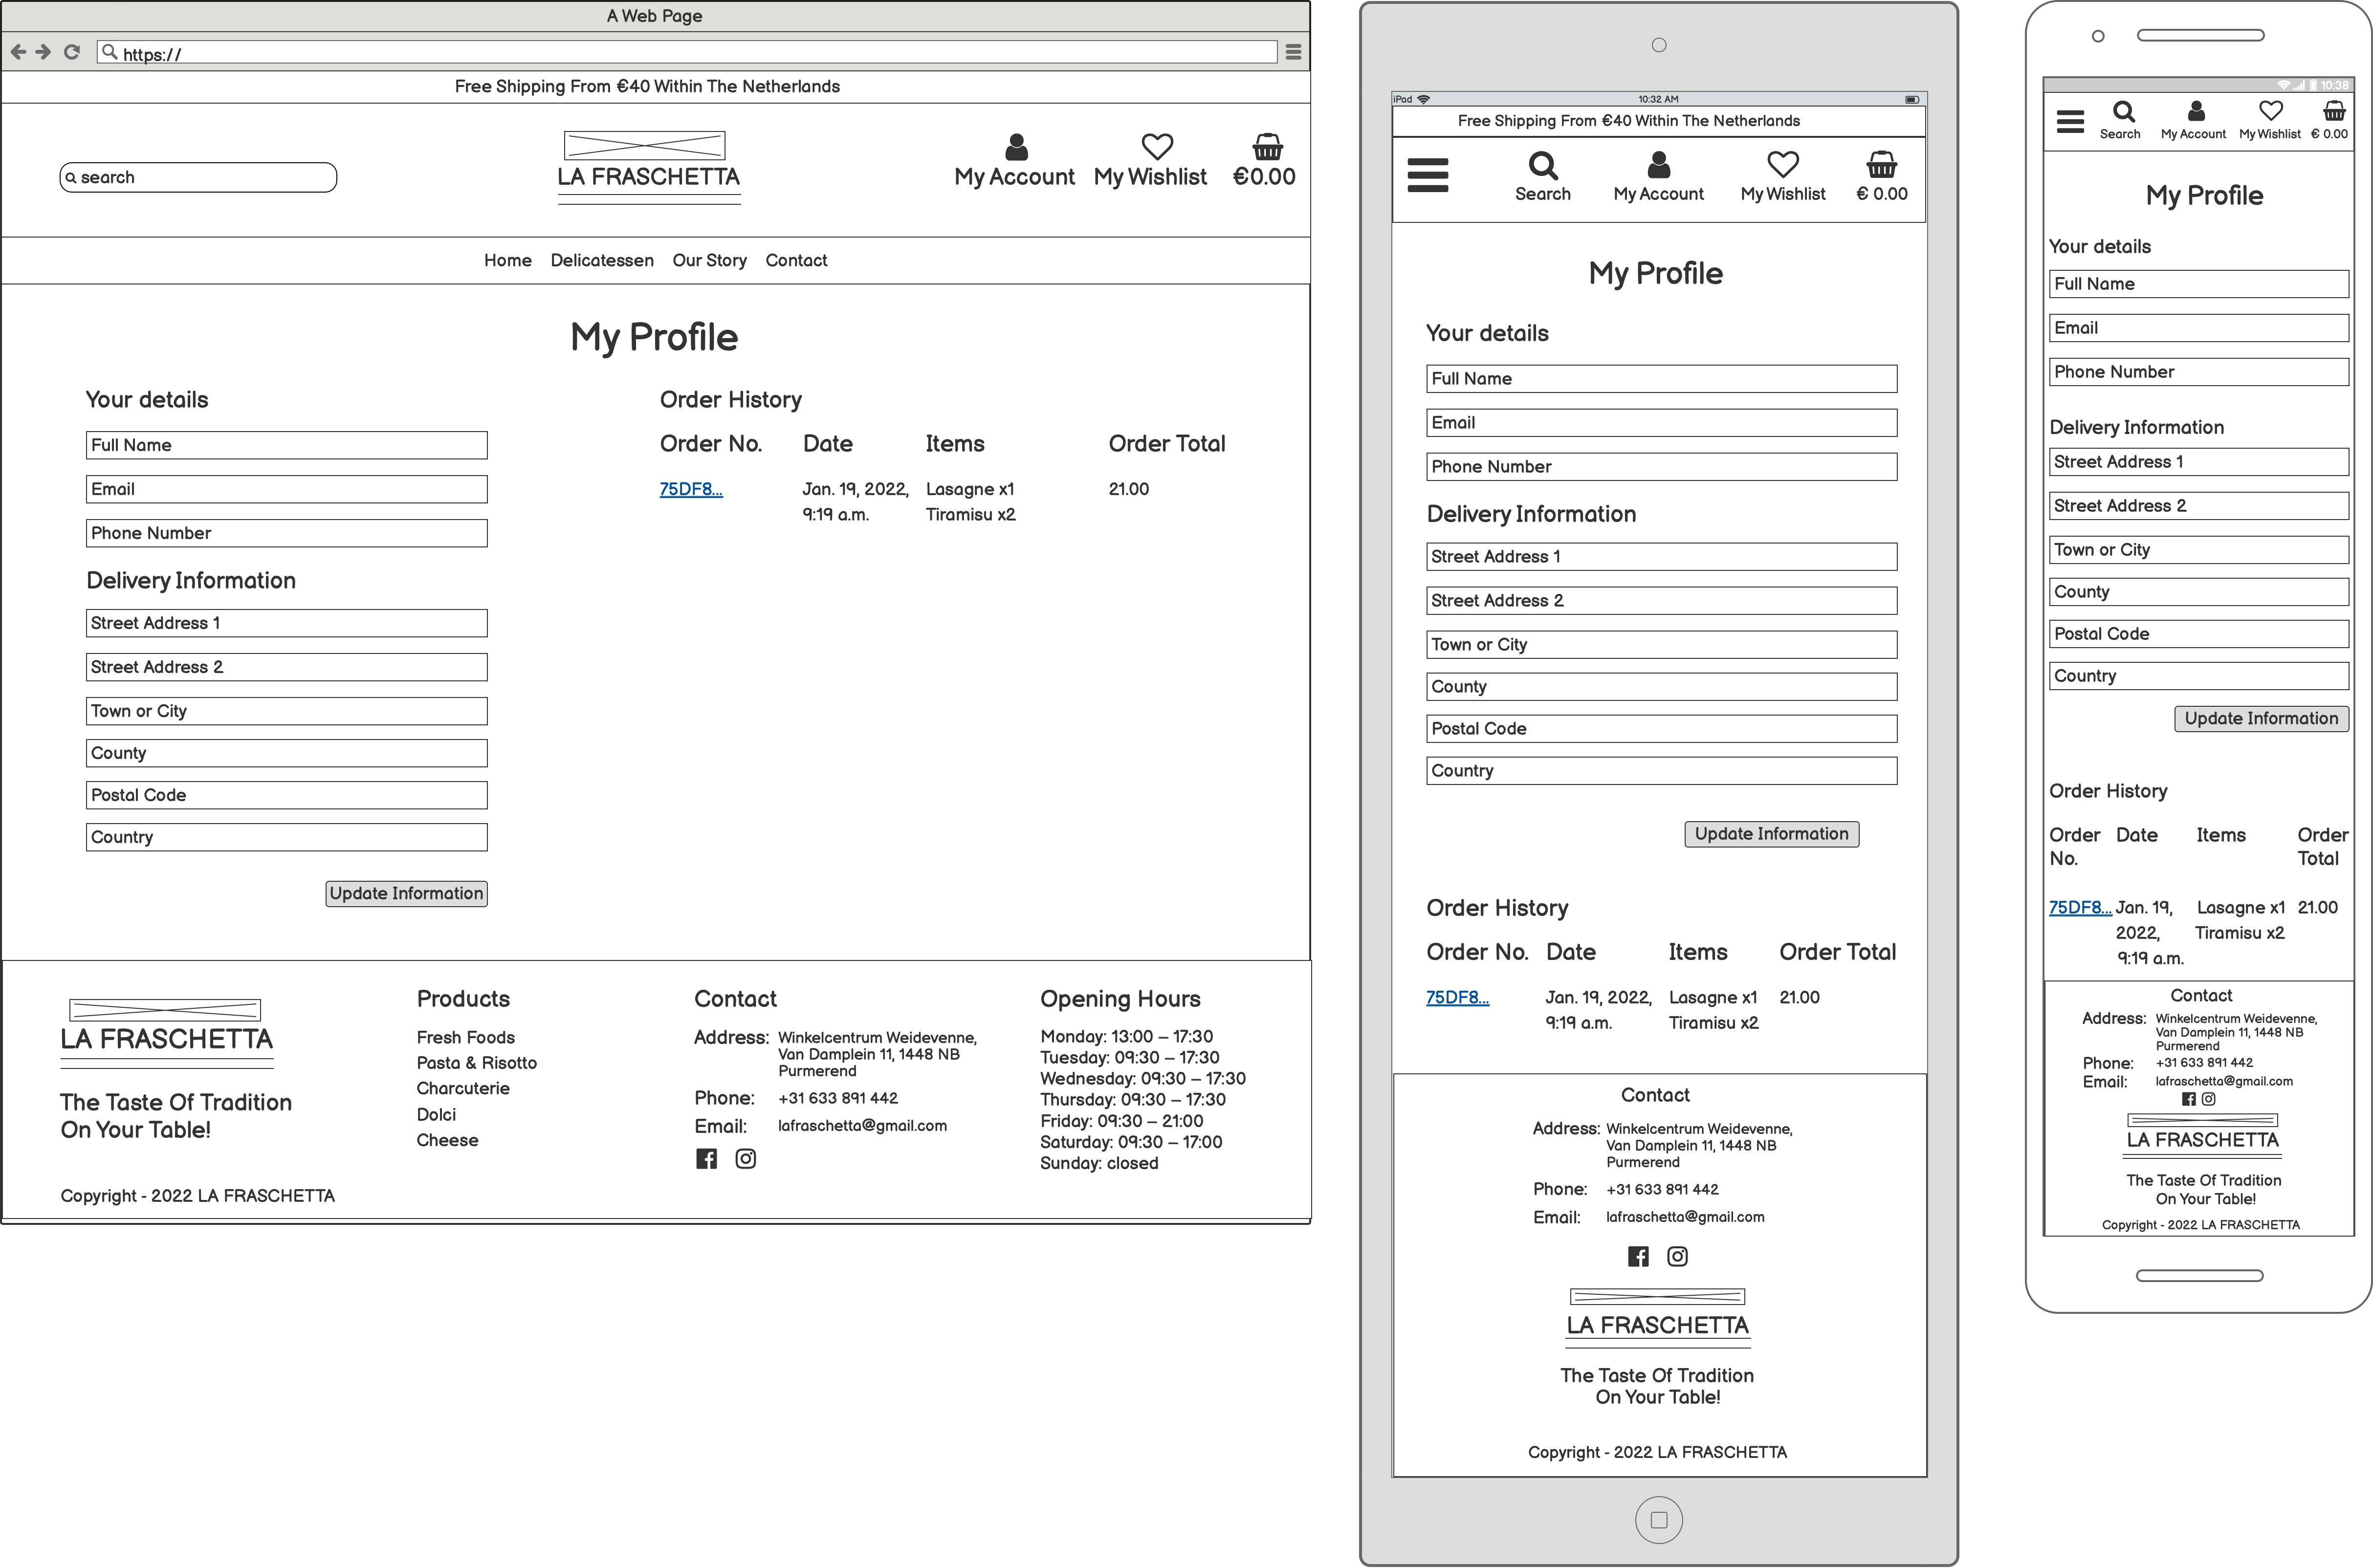 A Web Page
https://
Free Shipping From €40 Within The Netherlands
search
LA FRASCHETTA
My Account My Wishlist €0.00
Home Delicatessen Our Story Contact
My Profile
Your details
Full Name
Email
Phone Number
Delivery Information
Street Address 1
Street Address 2
Town or City
County
Postal Code
Country
Update Information
Order History
Order No. Date Items Order Total
75DF8... Jan. 19, 2022, Lasagne x1 21.00
9:19 a.m. Tiramisu x2
LA FRASCHETTA
The Taste Of Tradition
On Your Table!
Copyright - 2022 LA FRASCHETTA
Products
Fresh Foods
Pasta & Risotto
Charcuterie
Dolci
Cheese
Contact
Address: Winkelcentrum Weidevenne,
Van Damplein 11, 1448 NB
Purmerend
Phone: +31 633 891 442
Email: lafraschetta@gmail.com
Opening Hours
Monday: 13:00 – 17:30
Tuesday: 09:30 – 17:30
Wednesday: 09:30 – 17:30
Thursday: 09:30 – 17:30
Friday: 09:30 – 21:00
Saturday: 09:30 – 17:00
Sunday: closed
iPad 10:32 AM
Free Shipping From €40 Within The Netherlands
Search My Account My Wishlist € 0.00
My Profile
Your details
Full Name
Email
Phone Number
Delivery Information
Street Address 1
Street Address 2
Town or City
County
Postal Code
Country
Update Information
Order History
Order No. Date Items Order Total
75DF8... Jan. 19, 2022, Lasagne x1 21.00
9:19 a.m. Tiramisu x2
Contact
Address: Winkelcentrum Weidevenne,
Van Damplein 11, 1448 NB
Purmerend
Phone: +31 633 891 442
Email: lafraschetta@gmail.com
LA FRASCHETTA
The Taste Of Tradition
On Your Table!
Copyright - 2022 LA FRASCHETTA
10:38
Search My Account My Wishlist € 0.00
My Profile
Your details
Full Name
Email
Phone Number
Delivery Information
Street Address 1
Street Address 2
Town or City
County
Postal Code
Country
Update Information
Order History
Order Date Items Order
No. Total
75DF8... Jan. 19, Lasagne x1 21.00
2022, Tiramisu x2
9:19 a.m.
Contact
Address: Winkelcentrum Weidevenne,
Van Damplein 11, 1448 NB
Purmerend
Phone: +31 633 891 442
Email: lafraschetta@gmail.com
LA FRASCHETTA
The Taste Of Tradition
On Your Table!
Copyright - 2022 LA FRASCHETTA